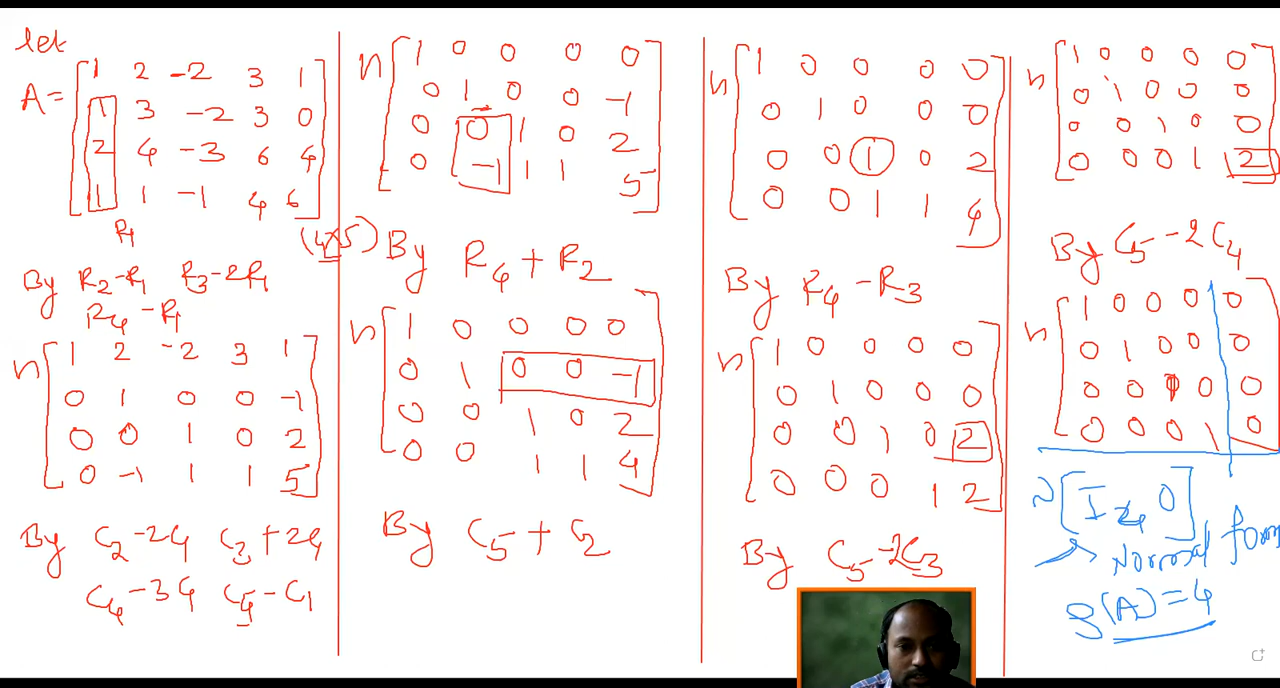 let
A = [ 1 2 -2 3 1
1 3 -2 3 0
2 4 -3 6 4
1 1 -1 4 6 ]
R1 (4×5)
By R2-R1 R3-2R1
R4-R1
~ [ 1 2 -2 3 1
0 1 0 0 -1
0 0 1 0 2
0 -1 1 1 5 ]
By C2-2C1 C3+2C1
C4-3C1 C5-C1
~ [ 1 0 0 0 0
0 1 0 0 -1
0 0 1 0 2
0 -1 1 1 5 ]
By R4+R2
~ [ 1 0 0 0 0
0 1 0 0 -1
0 0 1 0 2
0 0 1 1 4 ]
By C5+C2
~ [ 1 0 0 0 0
0 1 0 0 0
0 0 1 0 2
0 0 1 1 4 ]
By R4-R3
~ [ 1 0 0 0 0
0 1 0 0 0
0 0 1 0 2
0 0 0 1 2 ]
By C5-2C3
~ [ 1 0 0 0 0
0 1 0 0 0
0 0 1 0 0
0 0 0 1 2 ]
By C5-2C4
~ [ 1 0 0 0 0
0 1 0 0 0
0 0 1 0 0
0 0 0 1 0 ]
~ [ I4 0 ]
→ Normal form
ρ(A) = 4